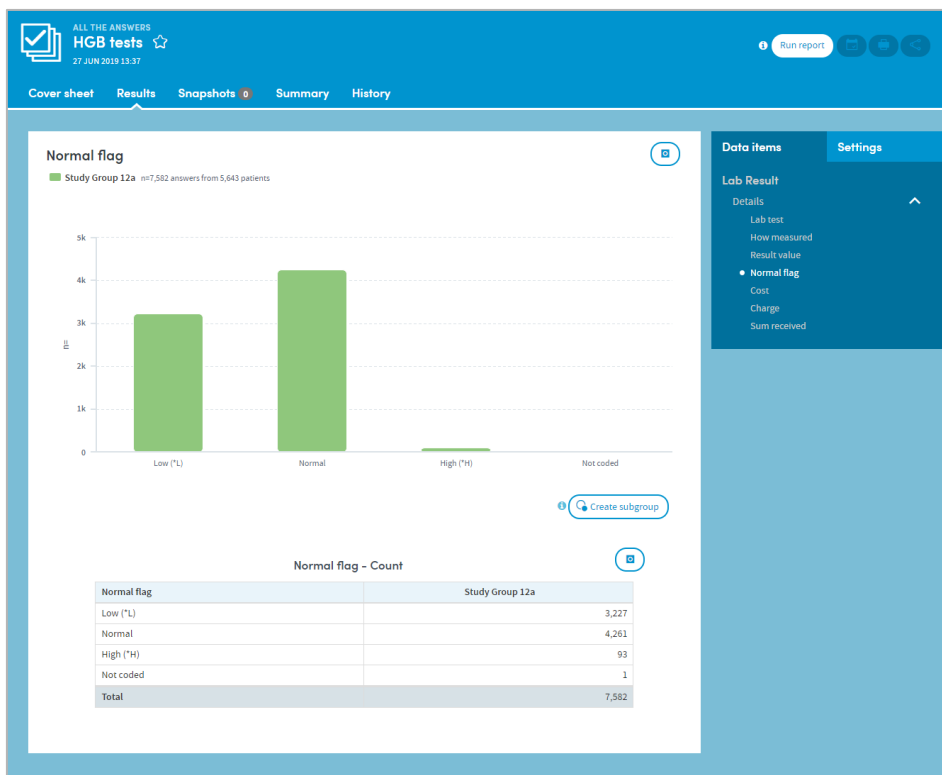 ALL THE ANSWERS
HGB tests
27 JUN 2019 13:37
Run report
Cover sheet Results Snapshots 0 Summary History
Normal flag
Study Group 12a n=7,582 answers from 5,643 patients
5k
4k
3k
n=
2k
1k
0
Low (*L) Normal High (*H) Not coded
Create subgroup
Normal flag - Count
Normal flag Study Group 12a
Low (*L) 3,227
Normal 4,261
High (*H) 93
Not coded 1
Total 7,582
Data items Settings
Lab Result
Details
Lab test
How measured
Result value
Normal flag
Cost
Charge
Sum received